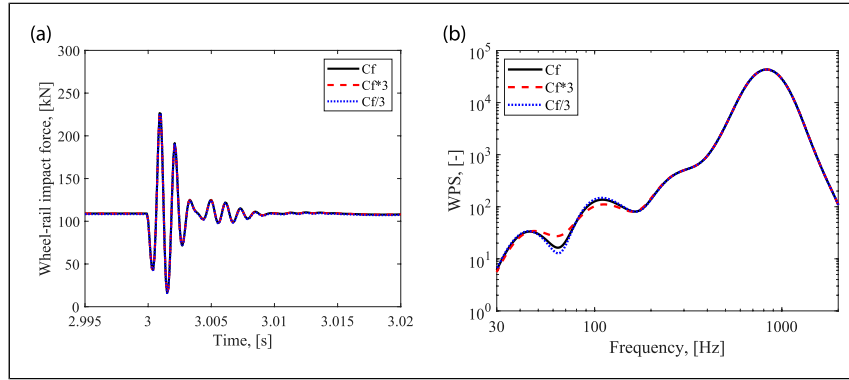 (a)
300
250
200
150
100
50
0
Wheel-rail impact force, [kN]
Cf
Cf*3
Cf/3
2.995
3
3.005
3.01
3.015
3.02
Time, [s]
(b)
10^5
10^4
10^3
10^2
10^1
10^0
WPS, [-]
Cf
Cf*3
Cf/3
30
100
1000
Frequency, [Hz]